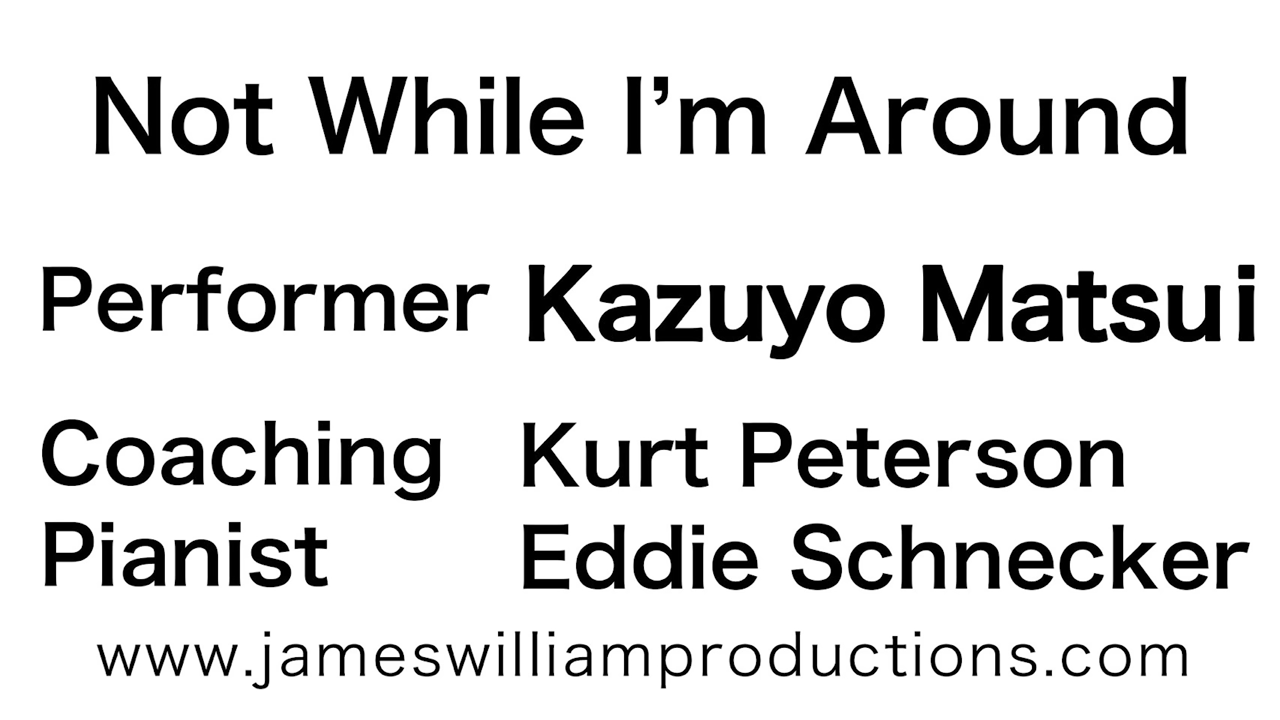 Not While I’m Around
Performer Kazuyo Matsui
Coaching Kurt Peterson
Pianist Eddie Schnecker
www.jameswilliamproductions.com